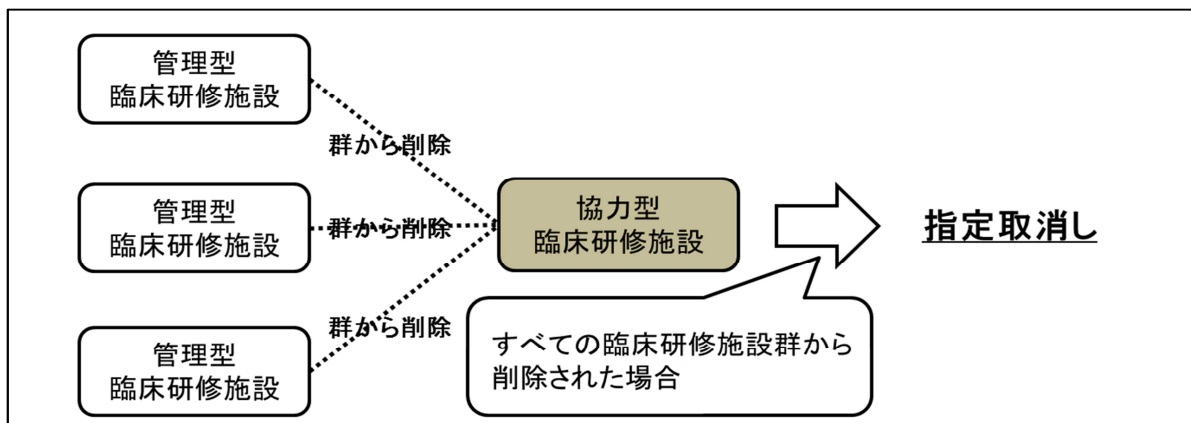 管理型
臨床研修施設
群から削除
管理型
臨床研修施設
群から削除
協力型
臨床研修施設
指定取消し
群から削除
管理型
臨床研修施設
すべての臨床研修施設群から
削除された場合